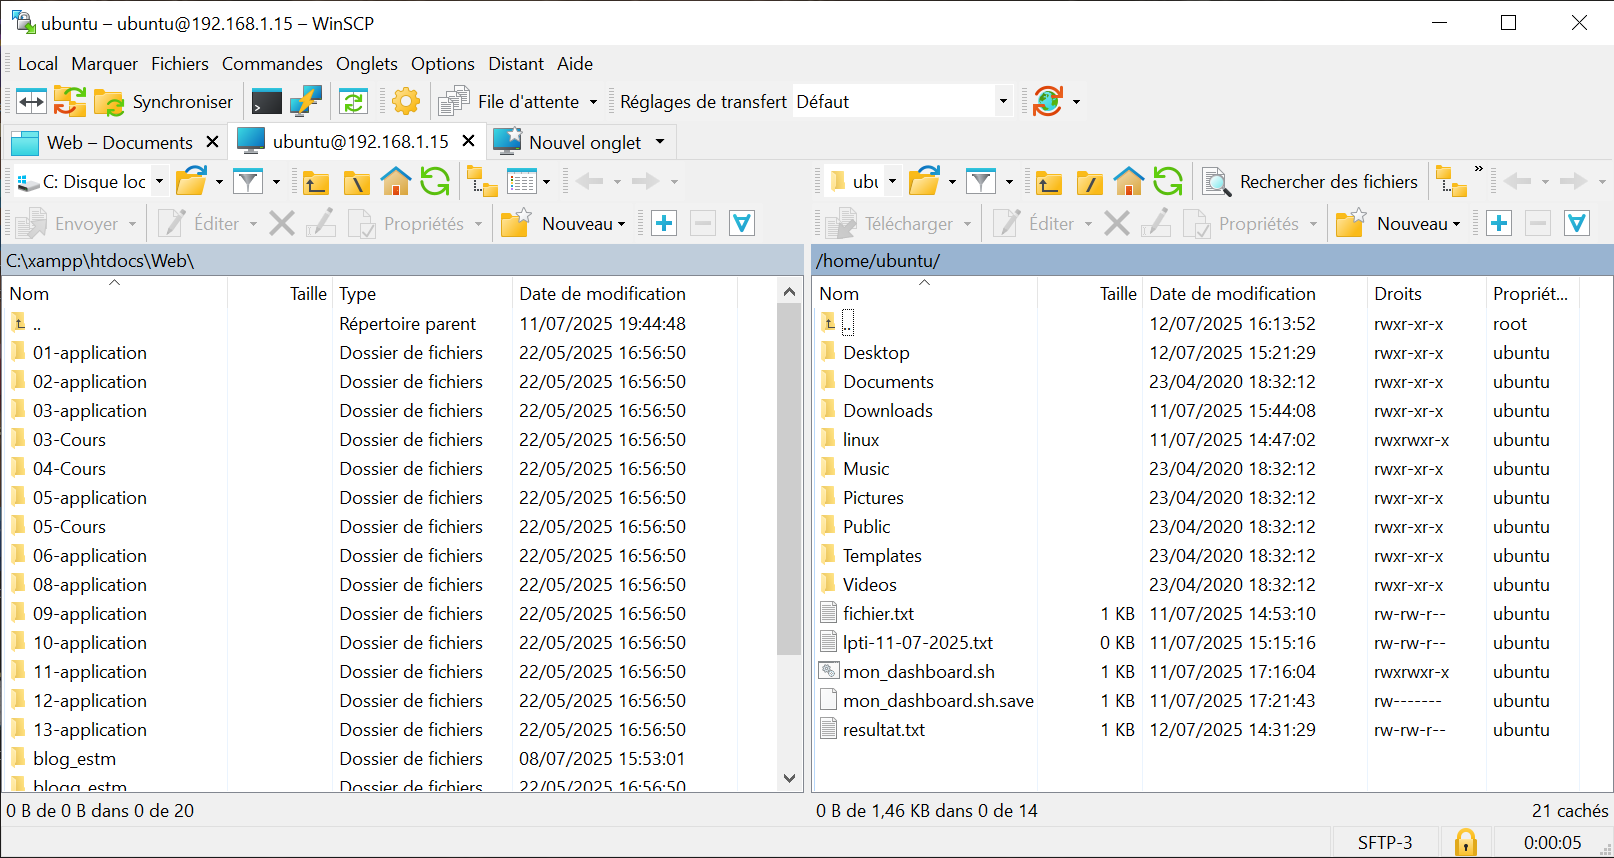 ubuntu – ubuntu@192.168.1.15 – WinSCP
Local Marquer Fichiers Commandes Onglets Options Distant Aide
Synchroniser File d'attente Réglages de transfert Défaut
Web – Documents ubuntu@192.168.1.15 Nouvel onglet
C: Disque loc ubu Rechercher des fichiers
Envoyer Éditer Propriétés Nouveau Télécharger Éditer Propriétés Nouveau
C:\xampp\htdocs\Web\
Nom Taille Type Date de modification
.. Répertoire parent 11/07/2025 19:44:48
01-application Dossier de fichiers 22/05/2025 16:56:50
02-application Dossier de fichiers 22/05/2025 16:56:50
03-application Dossier de fichiers 22/05/2025 16:56:50
03-Cours Dossier de fichiers 22/05/2025 16:56:50
04-Cours Dossier de fichiers 22/05/2025 16:56:50
05-application Dossier de fichiers 22/05/2025 16:56:50
05-Cours Dossier de fichiers 22/05/2025 16:56:50
06-application Dossier de fichiers 22/05/2025 16:56:50
08-application Dossier de fichiers 22/05/2025 16:56:50
09-application Dossier de fichiers 22/05/2025 16:56:50
10-application Dossier de fichiers 22/05/2025 16:56:50
11-application Dossier de fichiers 22/05/2025 16:56:50
12-application Dossier de fichiers 22/05/2025 16:56:50
13-application Dossier de fichiers 22/05/2025 16:56:50
blog_estm Dossier de fichiers 08/07/2025 15:53:01
blogg_estm Dossier de fichiers 22/05/2025 16:56:50
0 B de 0 B dans 0 de 20
/home/ubuntu/
Nom Taille Date de modification Droits Propriét...
.. 12/07/2025 16:13:52 rwxr-xr-x root
Desktop 12/07/2025 15:21:29 rwxr-xr-x ubuntu
Documents 23/04/2020 18:32:12 rwxr-xr-x ubuntu
Downloads 11/07/2025 15:44:08 rwxr-xr-x ubuntu
linux 11/07/2025 14:47:02 rwxrwxr-x ubuntu
Music 23/04/2020 18:32:12 rwxr-xr-x ubuntu
Pictures 23/04/2020 18:32:12 rwxr-xr-x ubuntu
Public 23/04/2020 18:32:12 rwxr-xr-x ubuntu
Templates 23/04/2020 18:32:12 rwxr-xr-x ubuntu
Videos 23/04/2020 18:32:12 rwxr-xr-x ubuntu
fichier.txt 1 KB 11/07/2025 14:53:10 rw-rw-r-- ubuntu
lpti-11-07-2025.txt 0 KB 11/07/2025 15:15:16 rw-rw-r-- ubuntu
mon_dashboard.sh 1 KB 11/07/2025 17:16:04 rwxrwxr-x ubuntu
mon_dashboard.sh.save 1 KB 11/07/2025 17:21:43 rw------- ubuntu
resultat.txt 1 KB 12/07/2025 14:31:29 rw-rw-r-- ubuntu
0 B de 1,46 KB dans 0 de 14 21 cachés
SFTP-3 0:00:05